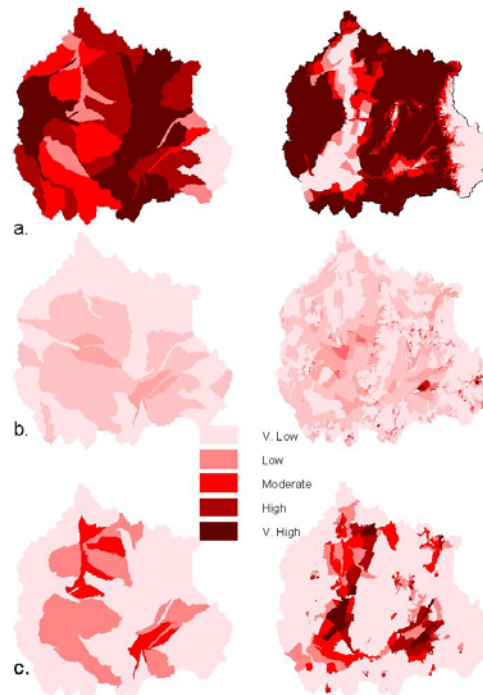 a.
b.
V. Low
Low
Moderate
High
V. High
c.